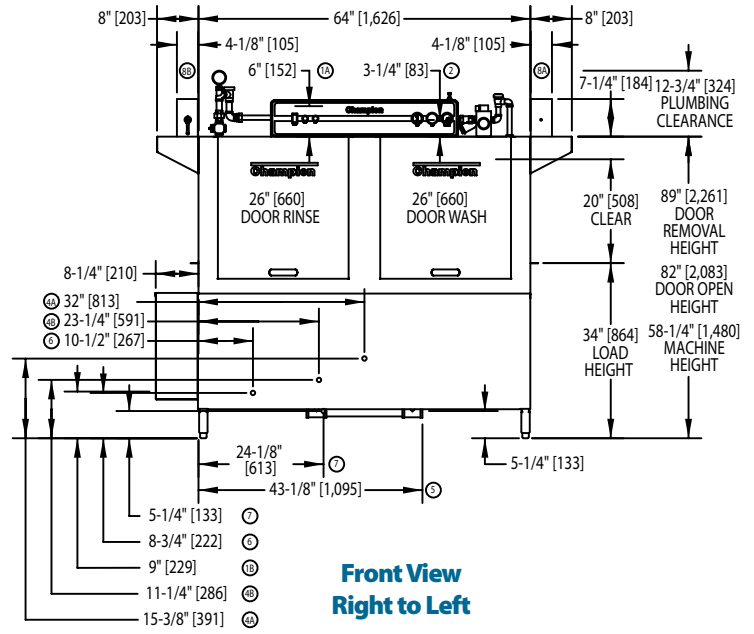 8" [203]
64" [1,626]
8" [203]
4-1/8" [105]
4-1/8" [105]
8B
6" [152]
1A
3-1/4" [83]
2
8A
7-1/4" [184]
12-3/4" [324]
PLUMBING
CLEARANCE
Champion
Champion
Champion
26" [660]
DOOR RINSE
26" [660]
DOOR WASH
20" [508]
CLEAR
89" [2,261]
DOOR
REMOVAL
HEIGHT
8-1/4" [210]
82" [2,083]
DOOR OPEN
HEIGHT
4A 32" [813]
4B 23-1/4" [591]
6 10-1/2" [267]
34" [864]
LOAD
HEIGHT
58-1/4" [1,480]
MACHINE
HEIGHT
24-1/8"
[613]
7
5-1/4" [133]
43-1/8" [1,095]
5
5-1/4" [133] 7
8-3/4" [222] 6
9" [229] 1B
11-1/4" [286] 4B
15-3/8" [391] 4A
Front View
Right to Left